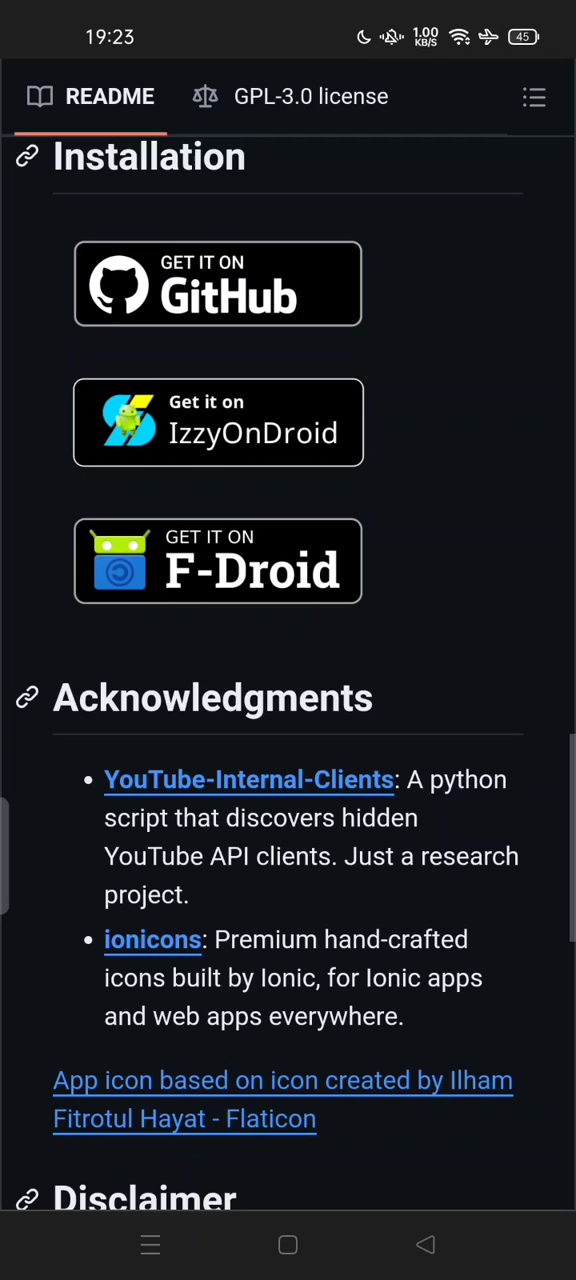 19:23
1.00
KB/S
45
README
GPL-3.0 license
Installation
GET IT ON
GitHub
Get it on
IzzyOnDroid
GET IT ON
F-Droid
Acknowledgments
• YouTube-Internal-Clients: A python
script that discovers hidden
YouTube API clients. Just a research
project.
• ionicons: Premium hand-crafted
icons built by Ionic, for Ionic apps
and web apps everywhere.
App icon based on icon created by Ilham
Fitrotul Hayat - Flaticon
Disclaimer